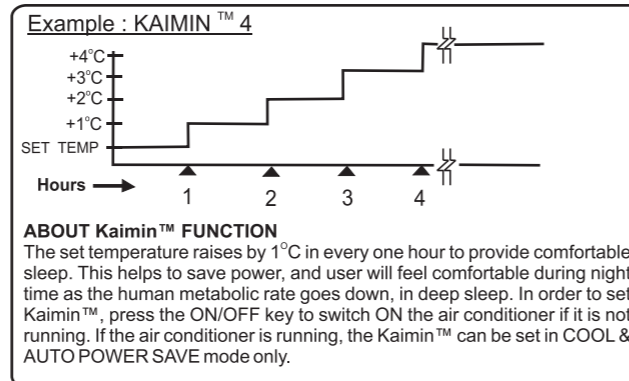 Example : KAIMIN ™ 4
+4°C
+3°C
+2°C
+1°C
SET TEMP
Hours
1 2 3 4
ABOUT Kaimin™ FUNCTION
The set temperature raises by 1°C in every one hour to provide comfortable
sleep. This helps to save power, and user will feel comfortable during night
time as the human metabolic rate goes down, in deep sleep. In order to set
Kaimin™, press the ON/OFF key to switch ON the air conditioner if it is not
running. If the air conditioner is running, the Kaimin™ can be set in COOL &
AUTO POWER SAVE mode only.